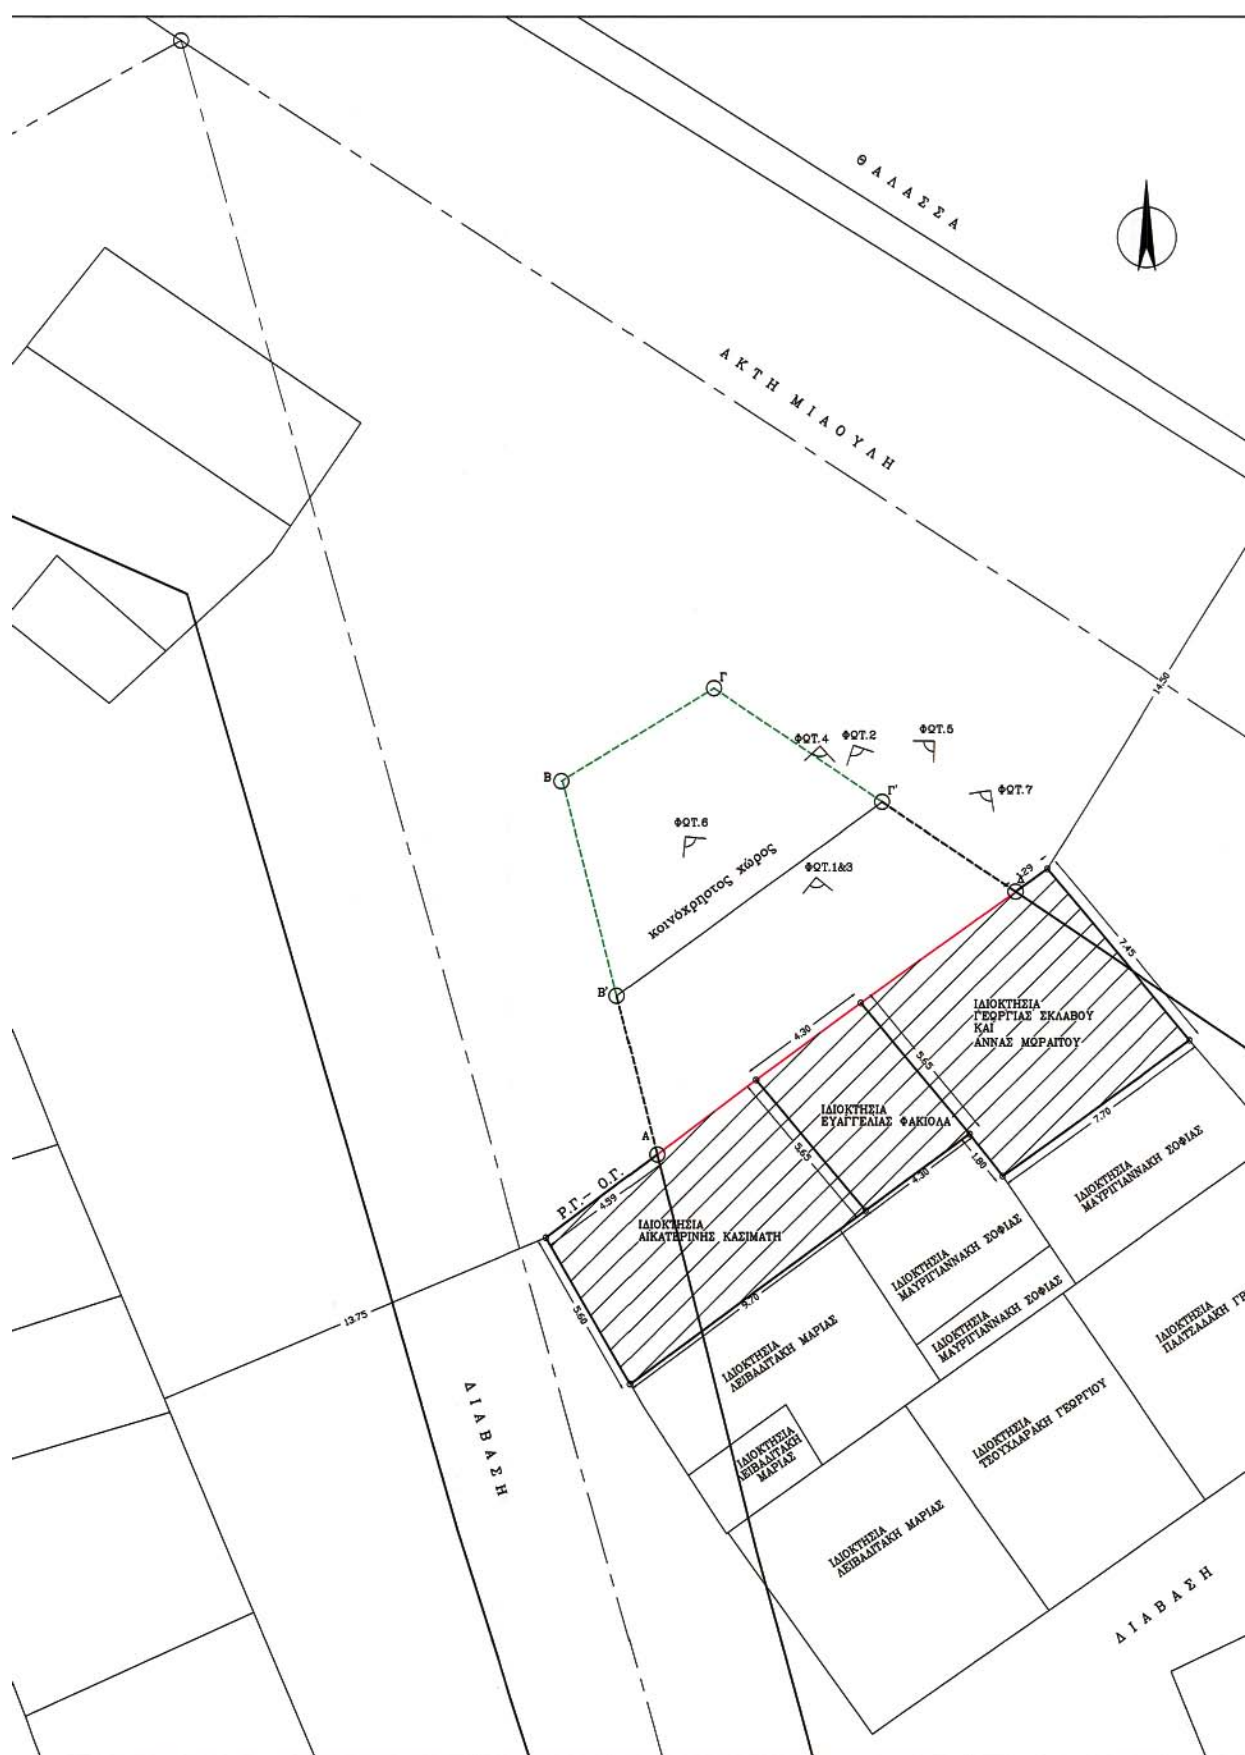 ΘΑΛΑΣΣΑ
ΑΚΤΗ ΜΙΑΟΥΛΗ
14.50
Γ
ΦΩΤ.4
ΦΩΤ.2
ΦΩΤ.5
Β
Γ'
ΦΩΤ.7
ΦΩΤ.6
κοινόχρηστος χώρος
ΦΩΤ.1&3
1.29
7.45
Β'
ΙΔΙΟΚΤΗΣΙΑ
ΓΕΩΡΓΙΑΣ ΣΚΛΑΒΟΥ
ΚΑΙ
ΑΝΝΑΣ ΜΩΡΑΙΤΟΥ
4.30
5.65
ΙΔΙΟΚΤΗΣΙΑ
ΕΥΑΓΓΕΛΙΑΣ ΦΑΚΙΟΛΑ
7.70
Α
5.65
1.80
4.30
ΙΔΙΟΚΤΗΣΙΑ
ΜΑΥΡΙΓΙΑΝΝΑΚΗ ΣΟΦΙΑΣ
Ρ.Γ.- Ο.Γ.
4.59
ΙΔΙΟΚΤΗΣΙΑ
ΑΙΚΑΤΕΡΙΝΗΣ ΚΑΣΙΜΑΤΗ
ΙΔΙΟΚΤΗΣΙΑ
ΜΑΥΡΙΓΙΑΝΝΑΚΗ ΣΟΦΙΑΣ
13.75
5.60
9.70
ΙΔΙΟΚΤΗΣΙΑ
ΜΑΥΡΙΓΙΑΝΝΑΚΗ ΣΟΦΙΑΣ
ΙΔΙΟΚΤΗΣΙΑ
ΠΑΛΤΣΑΔΑΚΗ ΓΕ
ΙΔΙΟΚΤΗΣΙΑ
ΛΕΙΒΑΔΙΤΑΚΗ ΜΑΡΙΑΣ
ΔΙΑΒΑΣΗ
ΙΔΙΟΚΤΗΣΙΑ
ΛΕΙΒΑΔΙΤΑΚΗ
ΜΑΡΙΑΣ
ΙΔΙΟΚΤΗΣΙΑ
ΤΣΟΥΧΛΑΡΑΚΗ ΓΕΩΡΓΙΟΥ
ΙΔΙΟΚΤΗΣΙΑ
ΛΕΙΒΑΔΙΤΑΚΗ ΜΑΡΙΑΣ
ΔΙΑΒΑΣΗ